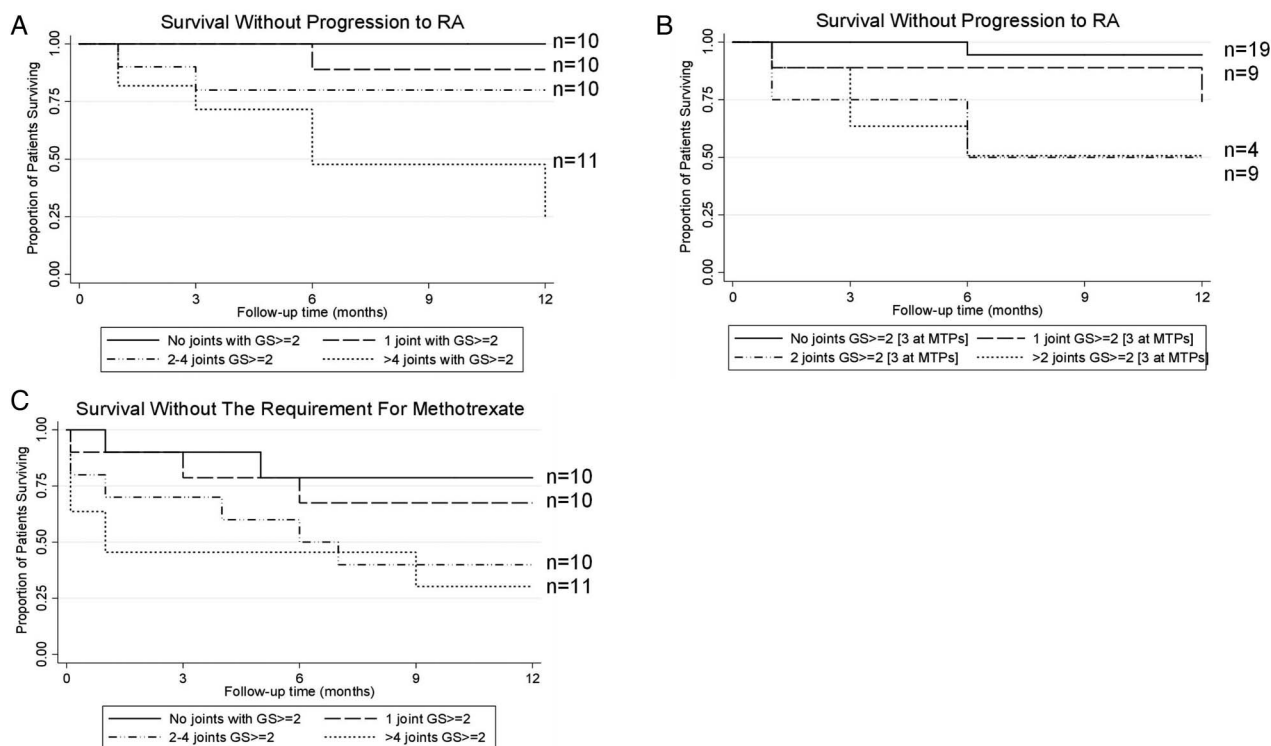 A
Survival Without Progression to RA
Proportion of Patients Surviving
1.00
0.75
0.50
0.25
0.00
n=10
n=10
n=10
n=11
0 3 6 9 12
Follow-up time (months)
No joints with GS>=2 1 joint with GS>=2
2-4 joints GS>=2 >4 joints with GS>=2
B
Survival Without Progression to RA
Proportion of Patients Surviving
1.00
0.75
0.50
0.25
0.00
n=19
n=9
n=4
n=9
0 3 6 9 12
Follow-up time (months)
No joints GS>=2 [3 at MTPs] 1 joint GS>=2 [3 at MTPs]
2 joints GS>=2 [3 at MTPs] >2 joints GS>=2 [3 at MTPs]
C
Survival Without The Requirement For Methotrexate
Proportion of Patients Surviving
1.00
0.75
0.50
0.25
0.00
n=10
n=10
n=10
n=11
0 3 6 9 12
Follow-up time (months)
No joints with GS>=2 1 joint GS>=2
2-4 joints GS>=2 >4 joints GS>=2